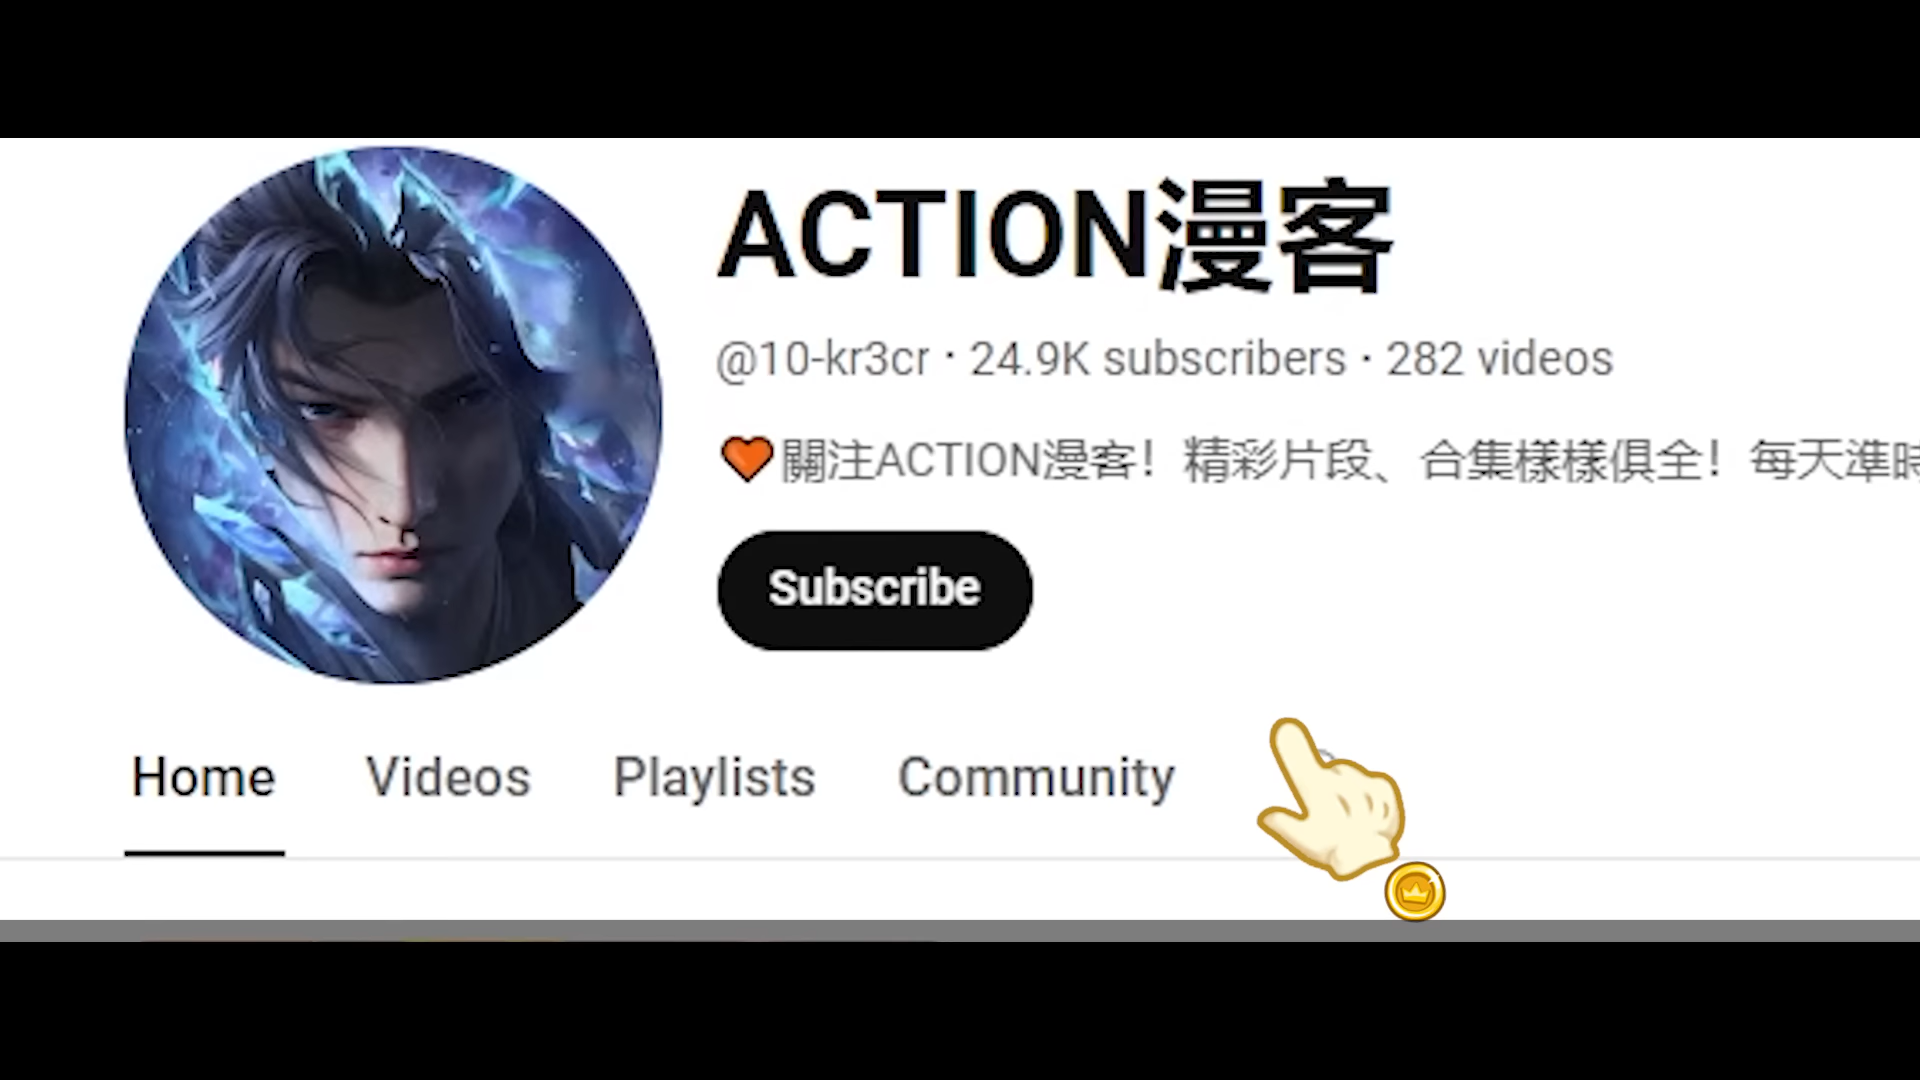 ACTION漫客
@10-kr3cr · 24.9K subscribers · 282 videos
🧡關注ACTION漫客！精彩片段、合集樣樣俱全！每天準時
Subscribe
Home Videos Playlists Community